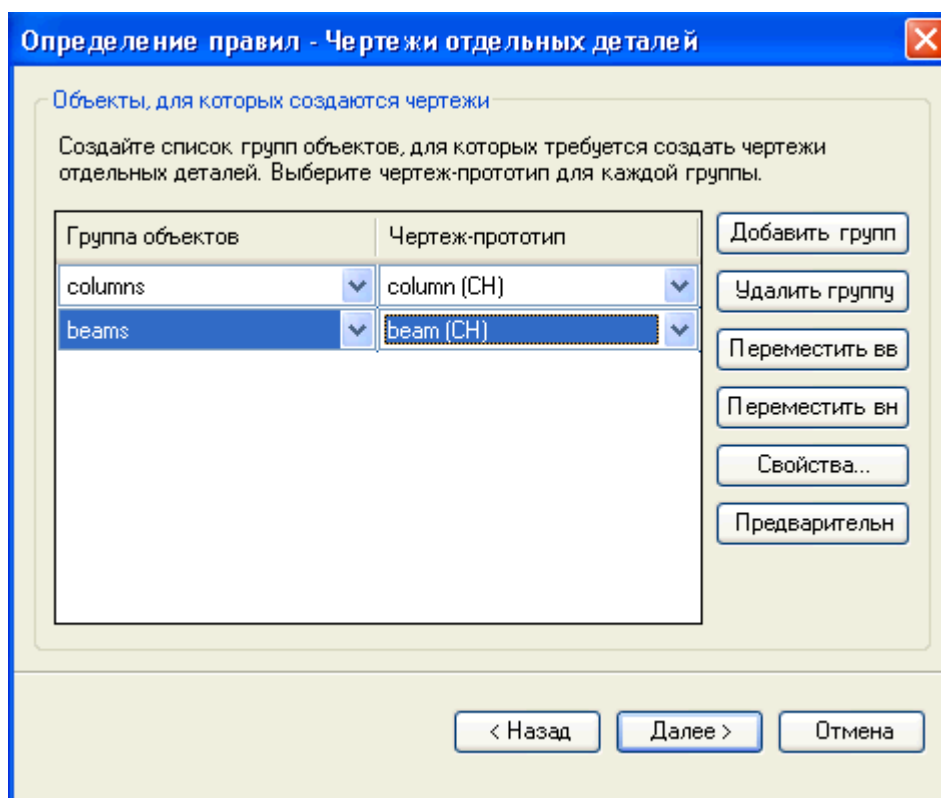 Определение правил - Чертежи отдельных деталей
Объекты, для которых создаются чертежи
Создайте список групп объектов, для которых требуется создать чертежи
отдельных деталей. Выберите чертеж-прототип для каждой группы.
Группа объектов Чертеж-прототип Добавить групп
columns column (CH) Удалить группу
beams beam (CH) Переместить вв
Переместить вн
Свойства...
Предварительн
< Назад Далее > Отмена